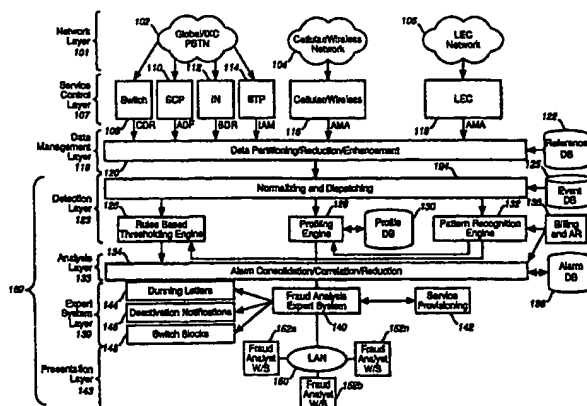 Network
Layer
101
102
Global/IXC
PSTN
Cellular/Wireless
Network
104
106
LEC
Network
Service
Control
Layer
107
110
112
114
Switch
SCP
IN
STP
Cellular/Wireless
LEC
108
CDR
ADF
BDR
IAM
116
AMA
118
AMA
Data
Management
Layer
119
120
Data Partitioning/Reduction/Enhancement
122
Reference
DB
Normalizing and Dispatching
Event
DB
Detection
Layer
123
126
Rules Based
Thresholding Engine
128
Profiling
Engine
130
Profile
DB
132
Pattern Recognition
Engine
Billing
and AR
Analysis
Layer
133
134
Alarm Consolidation/Correlation/Reduction
Alarm
DB
138
169
Expert
System
Layer
139
144
Dunning Letters
146
Deactivation Notifications
148
Switch Blocks
Fraud Analysis
Expert System
140
Service
Provisioning
142
Presentation
Layer
143
152a
Fraud
Analyst
W/S
LAN
150
152n
Fraud
Analyst
W/S
Fraud
Analyst
W/S
152b